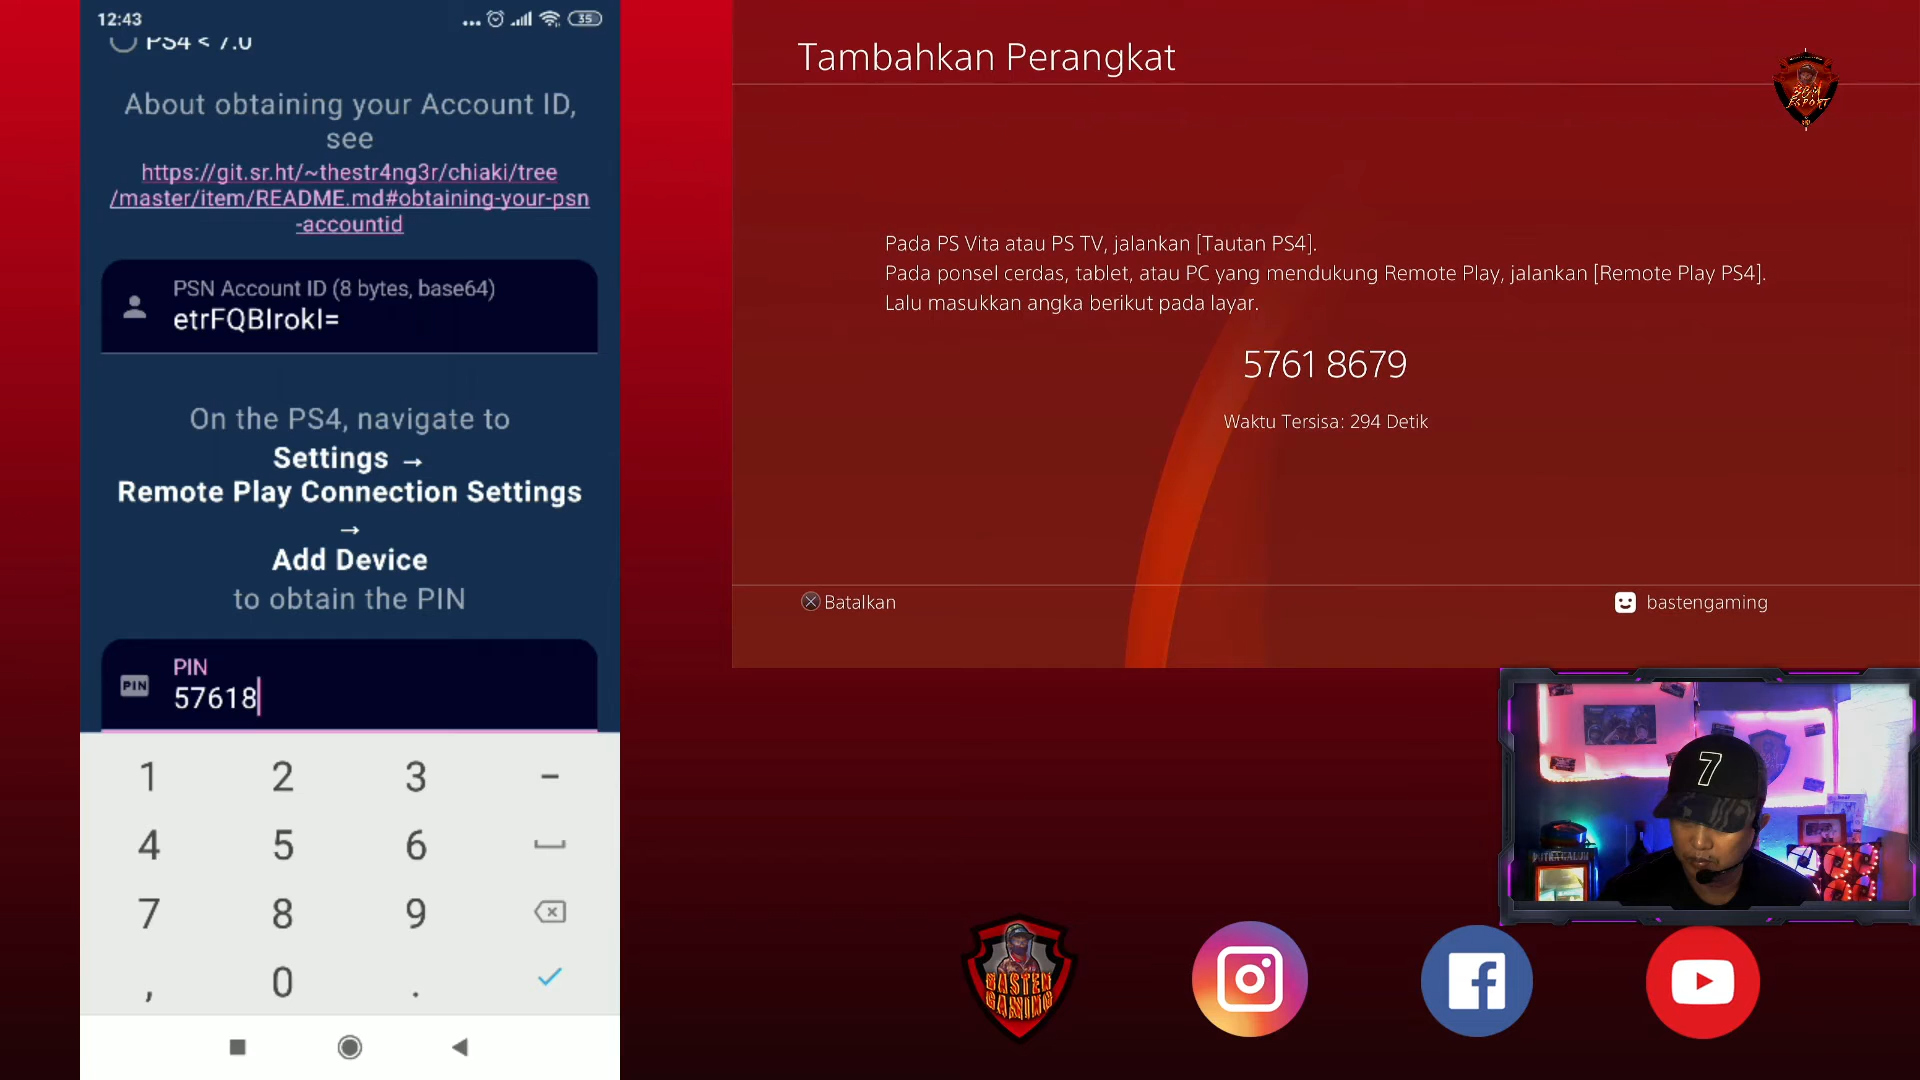 12:43
35
PS4 < 7.0
About obtaining your Account ID,
see
https://git.sr.ht/~thestr4ng3r/chiaki/tree
/master/item/README.md#obtaining-your-psn
-accountid
PSN Account ID (8 bytes, base64)
etrFQBlrokI=
On the PS4, navigate to
Settings →
Remote Play Connection Settings
→
Add Device
to obtain the PIN
PIN
PIN
57618
1 2 3 -
4 5 6
7 8 9
, 0 .
Tambahkan Perangkat
Pada PS Vita atau PS TV, jalankan [Tautan PS4].
Pada ponsel cerdas, tablet, atau PC yang mendukung Remote Play, jalankan [Remote Play PS4].
Lalu masukkan angka berikut pada layar.
5761 8679
Waktu Tersisa: 294 Detik
Batalkan
bastengaming
7
BASTEN
GAMING